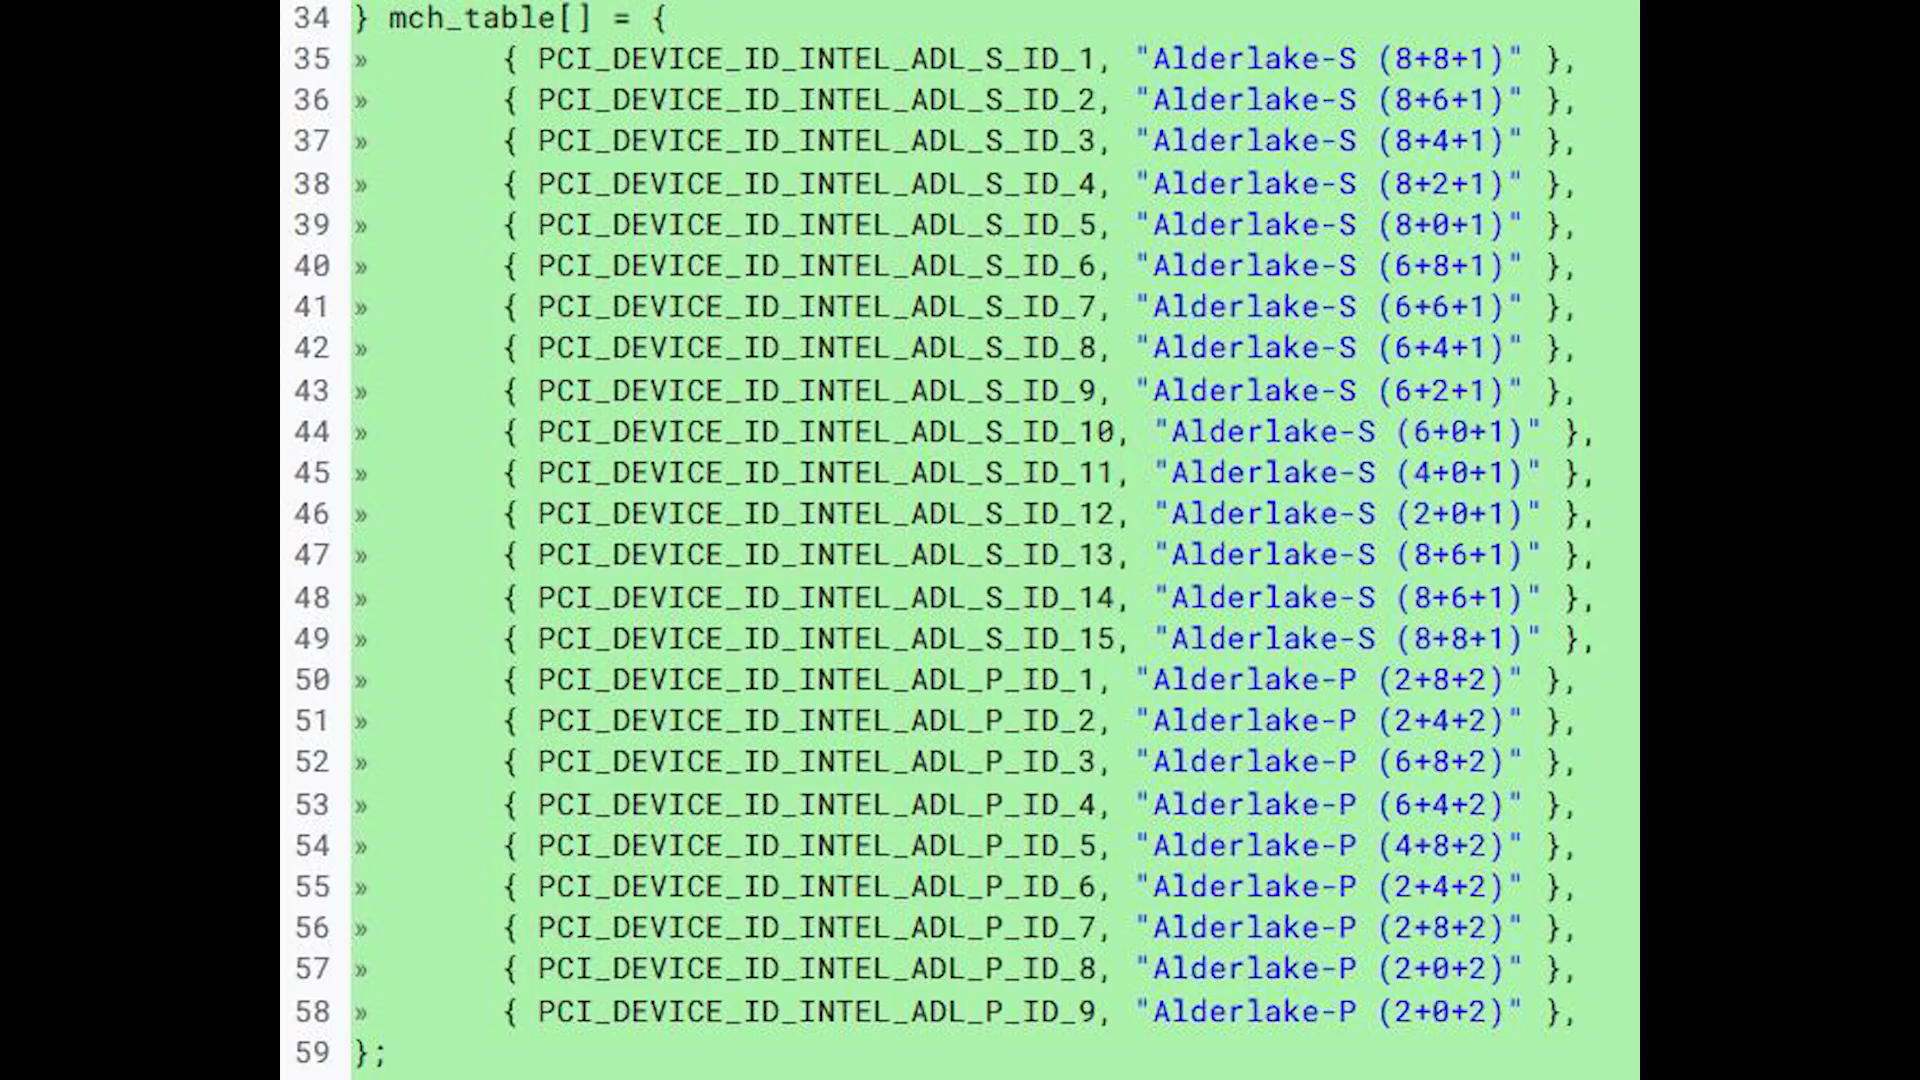 34 } mch_table[] = {
35 » { PCI_DEVICE_ID_INTEL_ADL_S_ID_1, "Alderlake-S (8+8+1)" },
36 » { PCI_DEVICE_ID_INTEL_ADL_S_ID_2, "Alderlake-S (8+6+1)" },
37 » { PCI_DEVICE_ID_INTEL_ADL_S_ID_3, "Alderlake-S (8+4+1)" },
38 » { PCI_DEVICE_ID_INTEL_ADL_S_ID_4, "Alderlake-S (8+2+1)" },
39 » { PCI_DEVICE_ID_INTEL_ADL_S_ID_5, "Alderlake-S (8+0+1)" },
40 » { PCI_DEVICE_ID_INTEL_ADL_S_ID_6, "Alderlake-S (6+8+1)" },
41 » { PCI_DEVICE_ID_INTEL_ADL_S_ID_7, "Alderlake-S (6+6+1)" },
42 » { PCI_DEVICE_ID_INTEL_ADL_S_ID_8, "Alderlake-S (6+4+1)" },
43 » { PCI_DEVICE_ID_INTEL_ADL_S_ID_9, "Alderlake-S (6+2+1)" },
44 » { PCI_DEVICE_ID_INTEL_ADL_S_ID_10, "Alderlake-S (6+0+1)" },
45 » { PCI_DEVICE_ID_INTEL_ADL_S_ID_11, "Alderlake-S (4+0+1)" },
46 » { PCI_DEVICE_ID_INTEL_ADL_S_ID_12, "Alderlake-S (2+0+1)" },
47 » { PCI_DEVICE_ID_INTEL_ADL_S_ID_13, "Alderlake-S (8+6+1)" },
48 » { PCI_DEVICE_ID_INTEL_ADL_S_ID_14, "Alderlake-S (8+6+1)" },
49 » { PCI_DEVICE_ID_INTEL_ADL_S_ID_15, "Alderlake-S (8+8+1)" },
50 » { PCI_DEVICE_ID_INTEL_ADL_P_ID_1, "Alderlake-P (2+8+2)" },
51 » { PCI_DEVICE_ID_INTEL_ADL_P_ID_2, "Alderlake-P (2+4+2)" },
52 » { PCI_DEVICE_ID_INTEL_ADL_P_ID_3, "Alderlake-P (6+8+2)" },
53 » { PCI_DEVICE_ID_INTEL_ADL_P_ID_4, "Alderlake-P (6+4+2)" },
54 » { PCI_DEVICE_ID_INTEL_ADL_P_ID_5, "Alderlake-P (4+8+2)" },
55 » { PCI_DEVICE_ID_INTEL_ADL_P_ID_6, "Alderlake-P (2+4+2)" },
56 » { PCI_DEVICE_ID_INTEL_ADL_P_ID_7, "Alderlake-P (2+8+2)" },
57 » { PCI_DEVICE_ID_INTEL_ADL_P_ID_8, "Alderlake-P (2+0+2)" },
58 » { PCI_DEVICE_ID_INTEL_ADL_P_ID_9, "Alderlake-P (2+0+2)" },
59 };